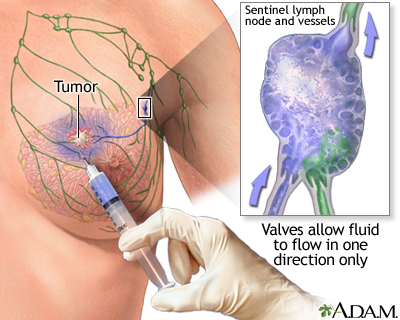 Sentinel lymph
node and vessels
Tumor
Valves allow fluid
to flow in one
direction only
A.D.A.M.